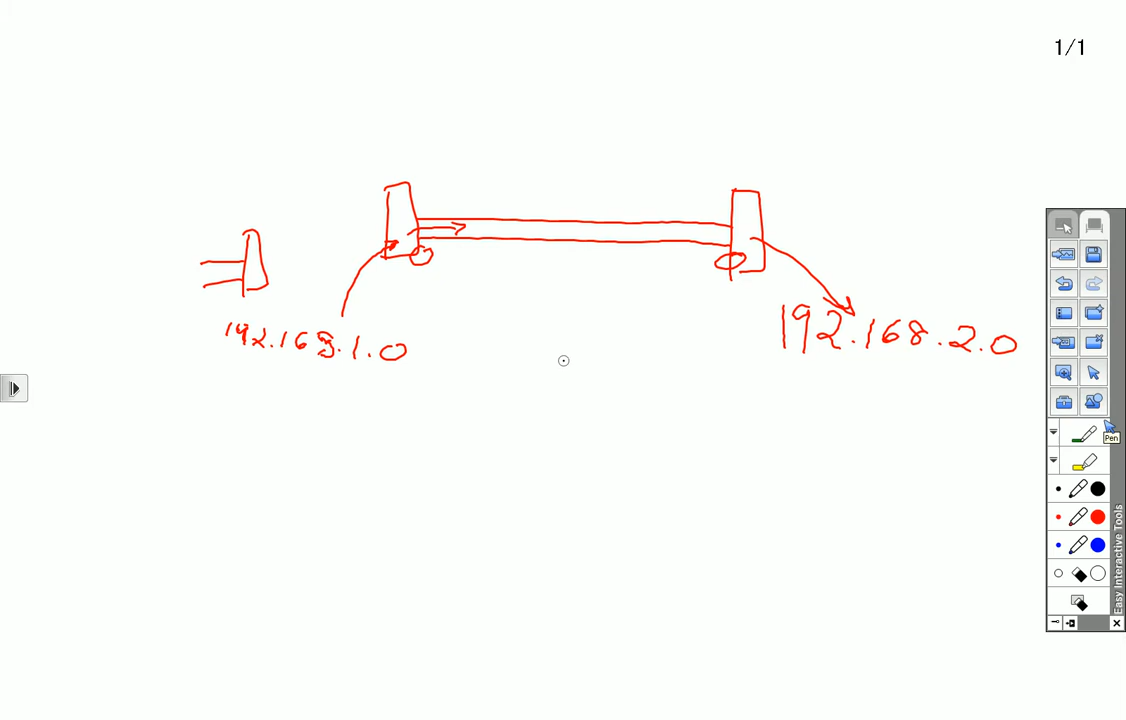 1/1
192.168.1.0
192.168.2.0
Pen
Easy Interactive Tools